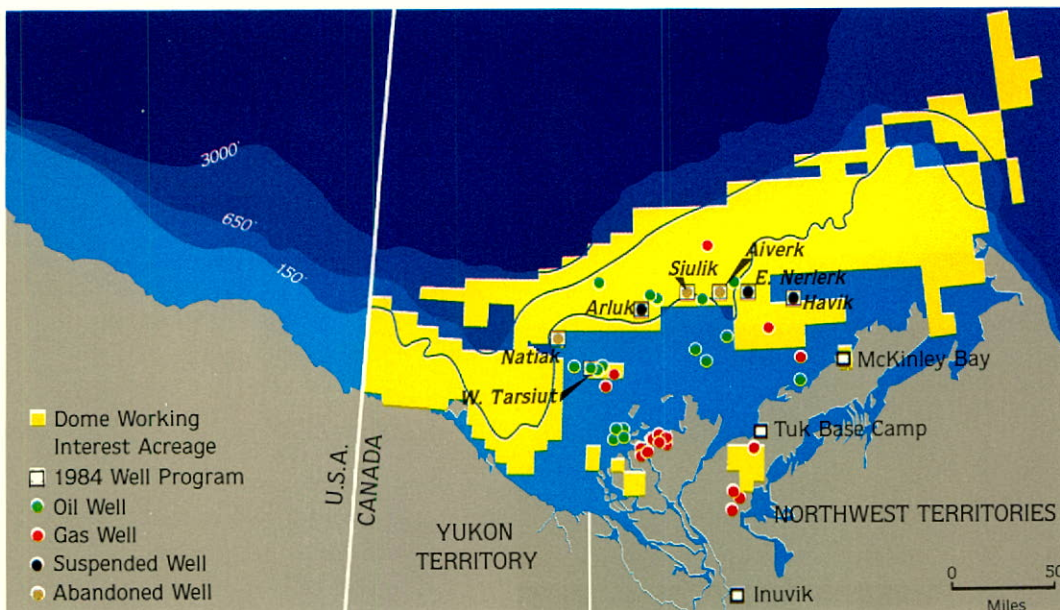 3000'
650'
150'
Siulik
Aiverk
E. Nerlerk
Arluk
Havik
Natiak
McKinley Bay
W. Tarsiut
Dome Working
Interest Acreage
Tuk Base Camp
1984 Well Program
U.S.A.
CANADA
Oil Well
Gas Well
YUKON
TERRITORY
NORTHWEST TERRITORIES
Suspended Well
Abandoned Well
Inuvik
0 50
Miles